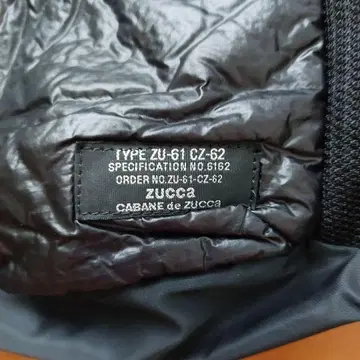 TYPE ZU-61 CZ-62
SPECIFICATION NO.6162
ORDER NO.ZU-61-CZ-62
zucca
CABANE de zucca